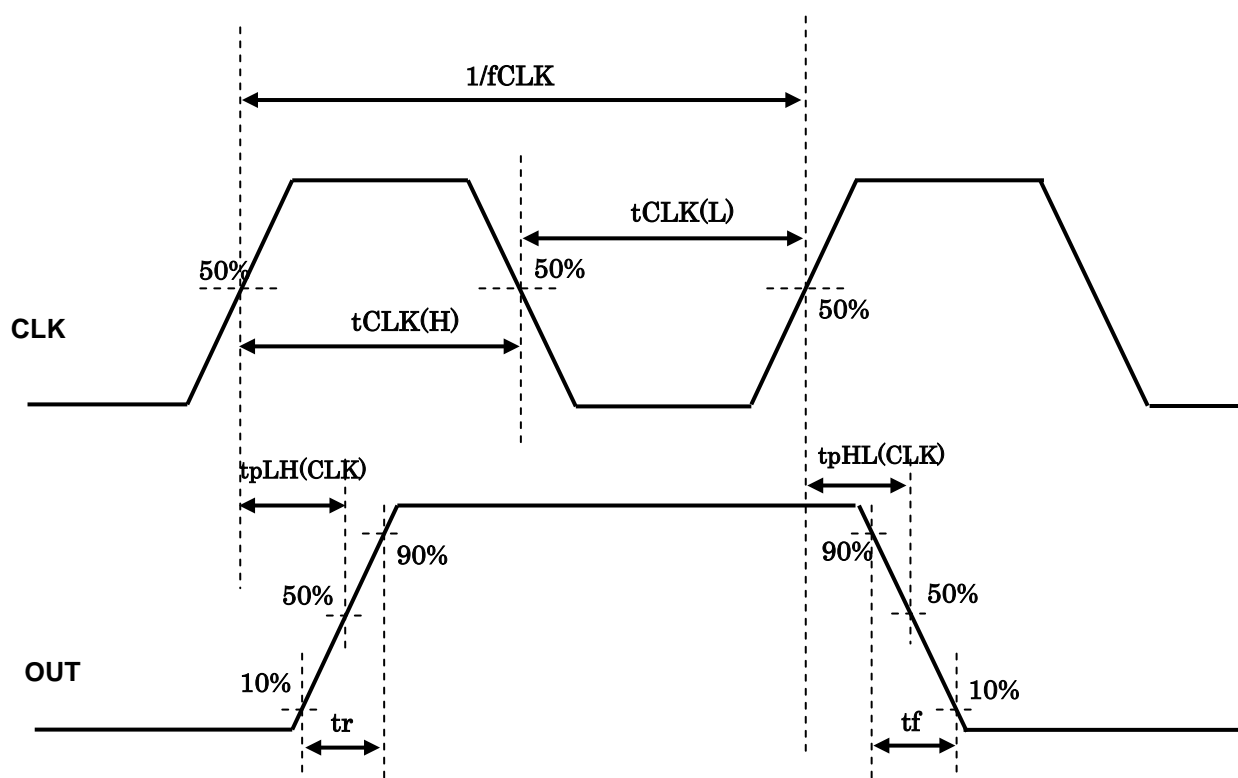 1/fCLK
tCLK(L)
50%
50%
50%
CLK
tCLK(H)
tpLH(CLK)
tpHL(CLK)
90%
90%
50%
50%
OUT
10%
10%
tr
tf